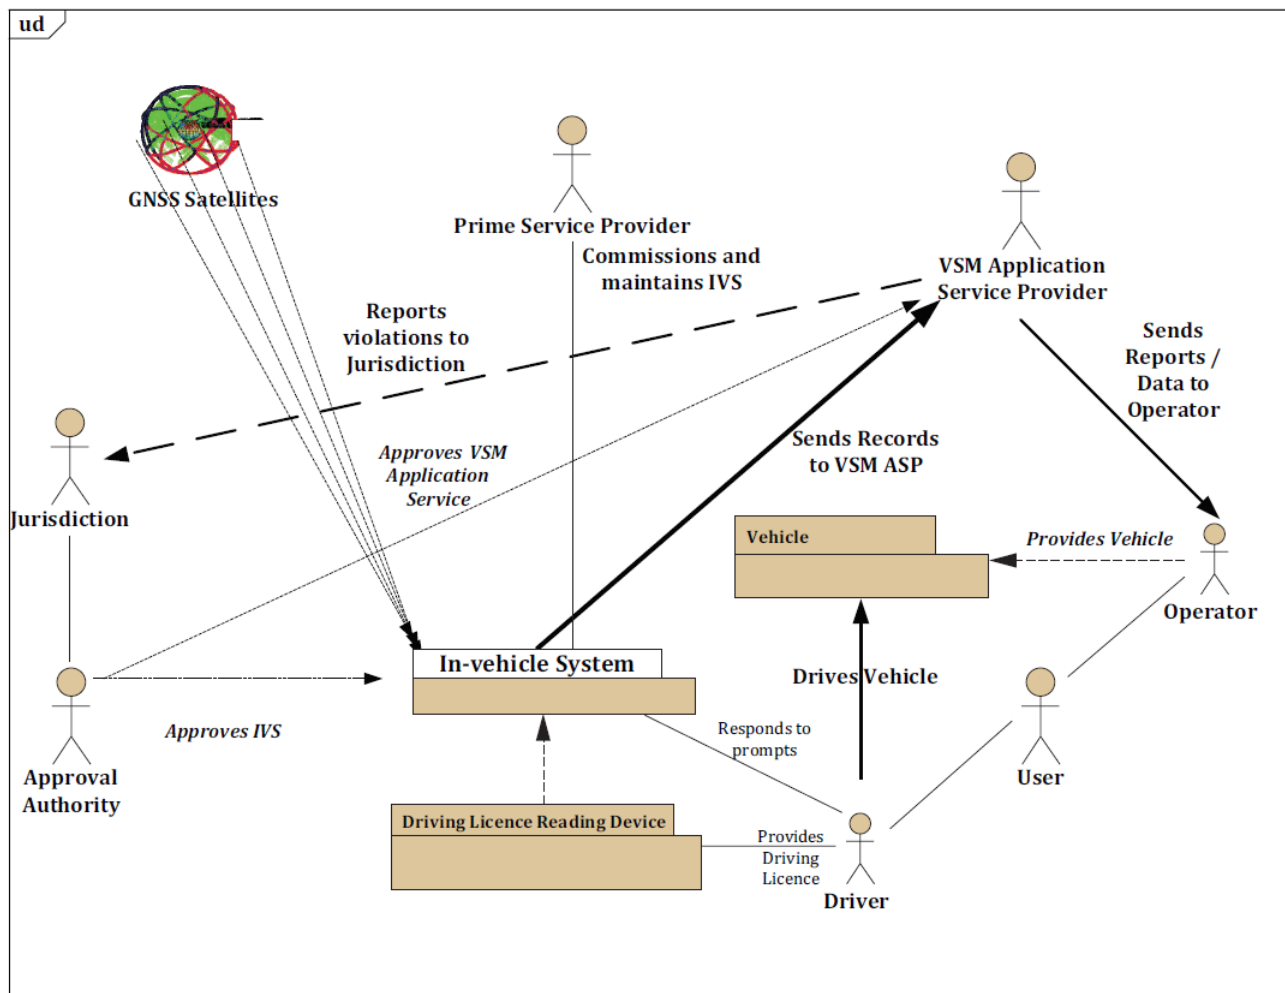 ud
GNSS Satellites
Prime Service Provider
Commissions and
maintains IVS
VSM Application
Service Provider
Reports
violations to
Jurisdiction
Sends
Reports /
Data to
Operator
Approves VSM
Application
Service
Sends Records
to VSM ASP
Jurisdiction
Vehicle
Provides Vehicle
Operator
In-vehicle System
Drives Vehicle
Approves IVS
Responds to
prompts
User
Approval
Authority
Driving Licence Reading Device
Provides
Driving
Licence
Driver